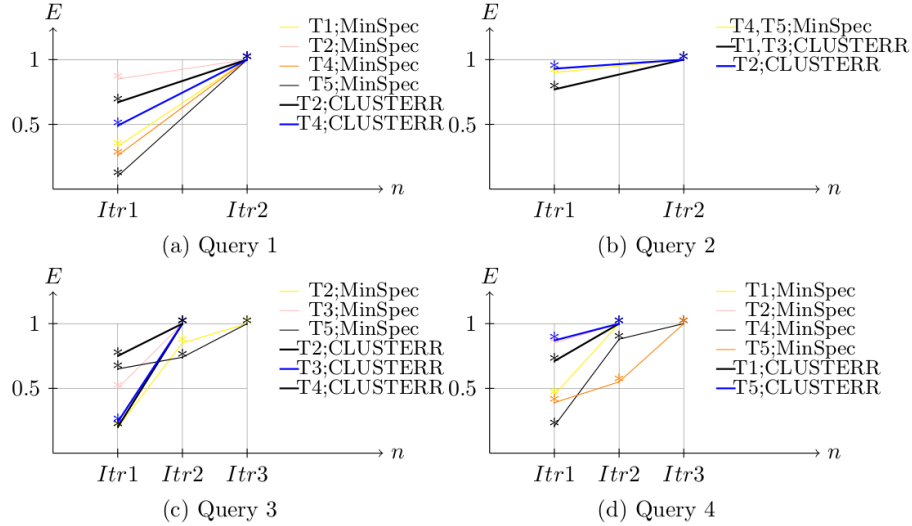 E
1
0.5
Itr1
Itr2
n
T1;MinSpec
T2;MinSpec
T4;MinSpec
T5;MinSpec
T2;CLUSTERR
T4;CLUSTERR
(a) Query 1
E
1
0.5
Itr1
Itr2
n
T4,T5;MinSpec
T1,T3;CLUSTERR
T2;CLUSTERR
(b) Query 2
E
1
0.5
Itr1
Itr2
Itr3
n
T2;MinSpec
T3;MinSpec
T5;MinSpec
T2;CLUSTERR
T3;CLUSTERR
T4;CLUSTERR
(c) Query 3
E
1
0.5
Itr1
Itr2
Itr3
n
T1;MinSpec
T2;MinSpec
T4;MinSpec
T5;MinSpec
T1;CLUSTERR
T5;CLUSTERR
(d) Query 4